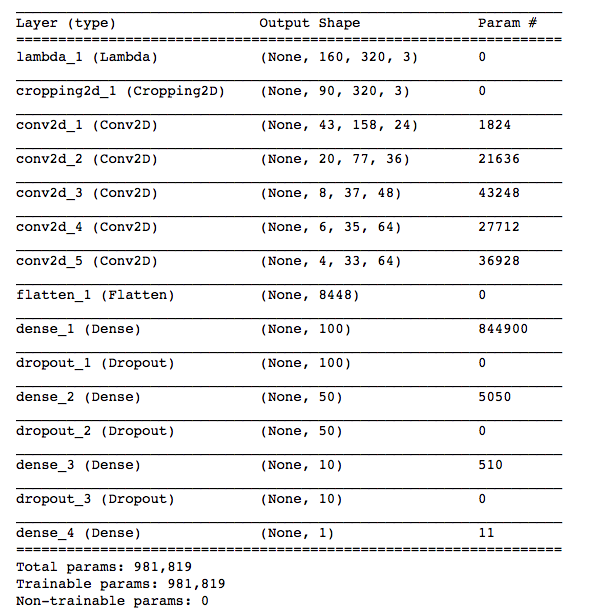 Layer (type) Output Shape Param #
=================================================================
lambda_1 (Lambda) (None, 160, 320, 3) 0
cropping2d_1 (Cropping2D) (None, 90, 320, 3) 0
conv2d_1 (Conv2D) (None, 43, 158, 24) 1824
conv2d_2 (Conv2D) (None, 20, 77, 36) 21636
conv2d_3 (Conv2D) (None, 8, 37, 48) 43248
conv2d_4 (Conv2D) (None, 6, 35, 64) 27712
conv2d_5 (Conv2D) (None, 4, 33, 64) 36928
flatten_1 (Flatten) (None, 8448) 0
dense_1 (Dense) (None, 100) 844900
dropout_1 (Dropout) (None, 100) 0
dense_2 (Dense) (None, 50) 5050
dropout_2 (Dropout) (None, 50) 0
dense_3 (Dense) (None, 10) 510
dropout_3 (Dropout) (None, 10) 0
dense_4 (Dense) (None, 1) 11
=================================================================
Total params: 981,819
Trainable params: 981,819
Non-trainable params: 0